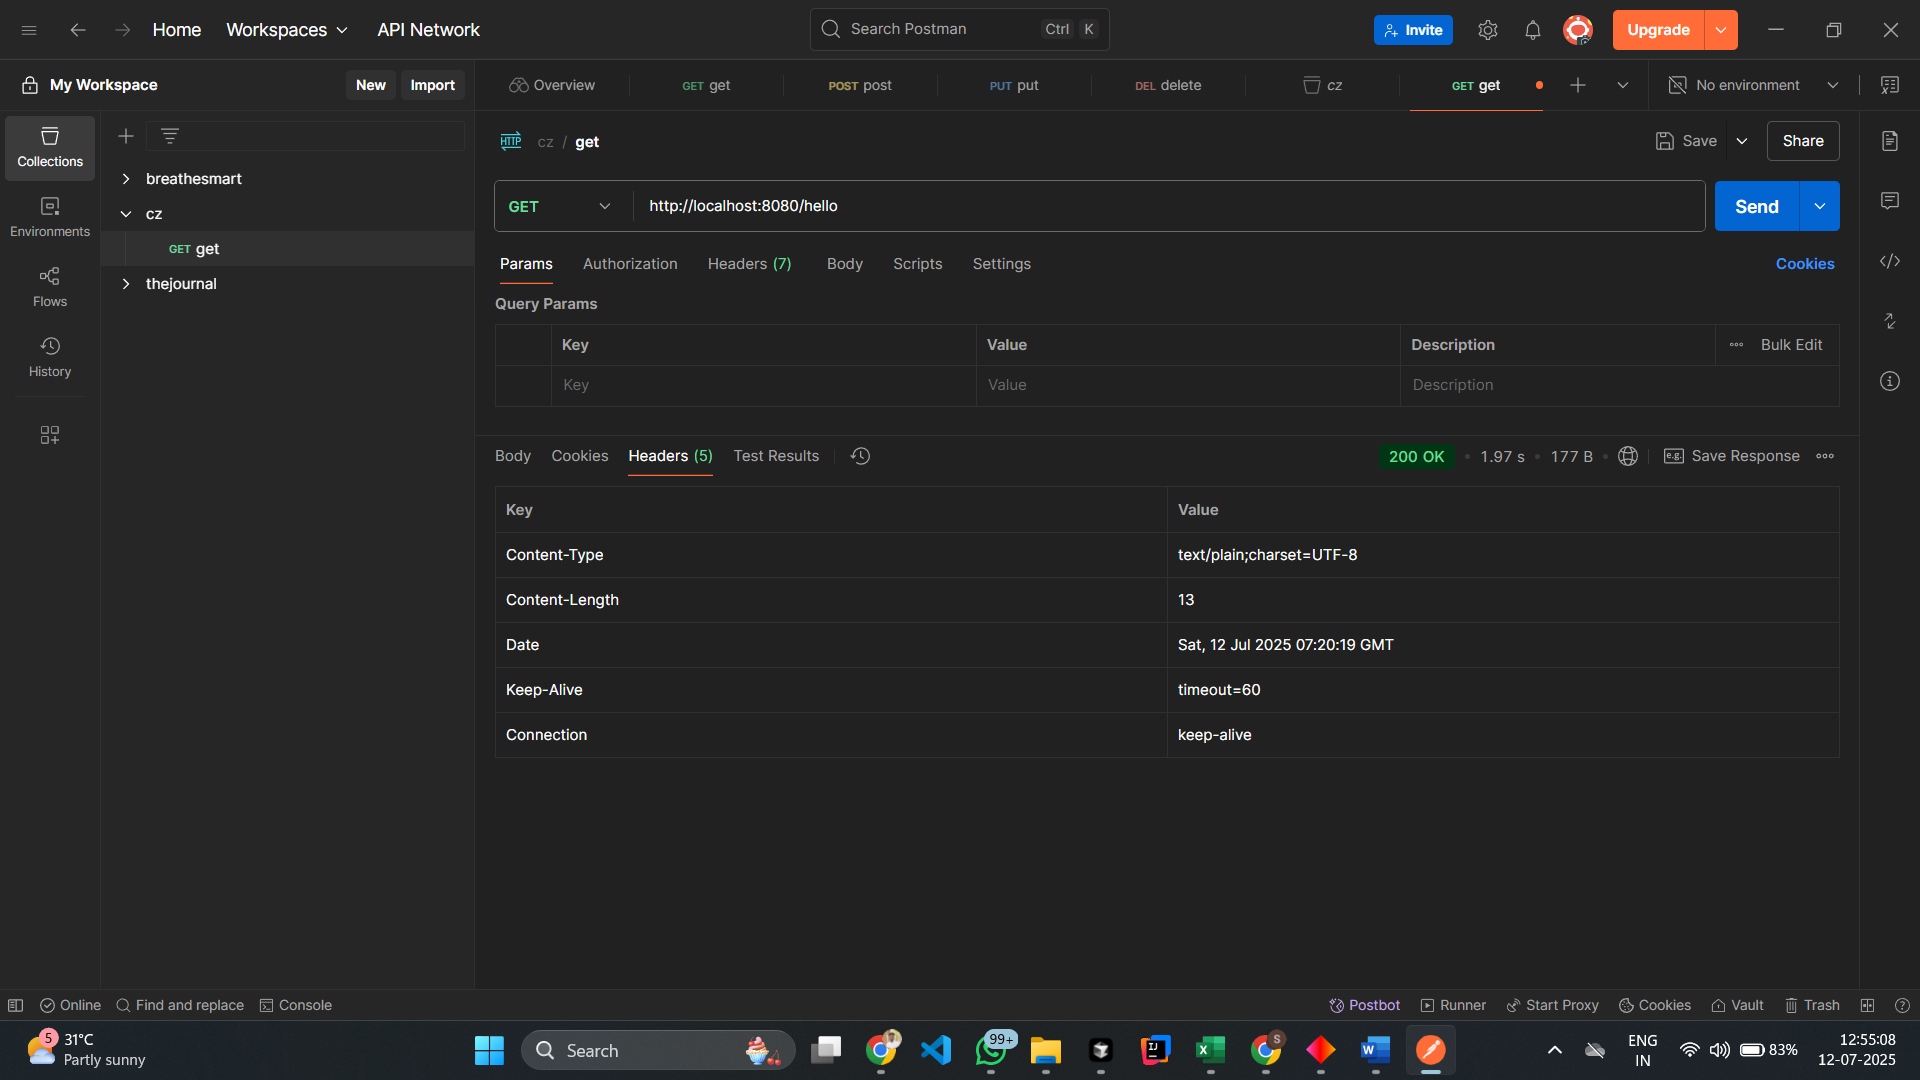 Home
Workspaces
API Network
Search Postman
Ctrl K
Invite
Upgrade
My Workspace
New
Import
Overview
GET get
POST post
PUT put
DEL delete
cz
GET get
No environment
Collections
Environments
Flows
History
breathesmart
cz
GET get
thejournal
HTTP cz / get
Save
Share
GET
http://localhost:8080/hello
Send
Params Authorization Headers (7) Body Scripts Settings
Cookies
Query Params
Key Value Description Bulk Edit
Key Value Description
Body Cookies Headers (5) Test Results
200 OK 1.97 s 177 B e.g. Save Response
Key Value
Content-Type text/plain;charset=UTF-8
Content-Length 13
Date Sat, 12 Jul 2025 07:20:19 GMT
Keep-Alive timeout=60
Connection keep-alive
Online Find and replace Console
Postbot Runner Start Proxy Cookies Vault Trash
5
31°C
Partly sunny
Search
99+
IJ
X
S
W
ENG
IN
83%
12:55:08
12-07-2025